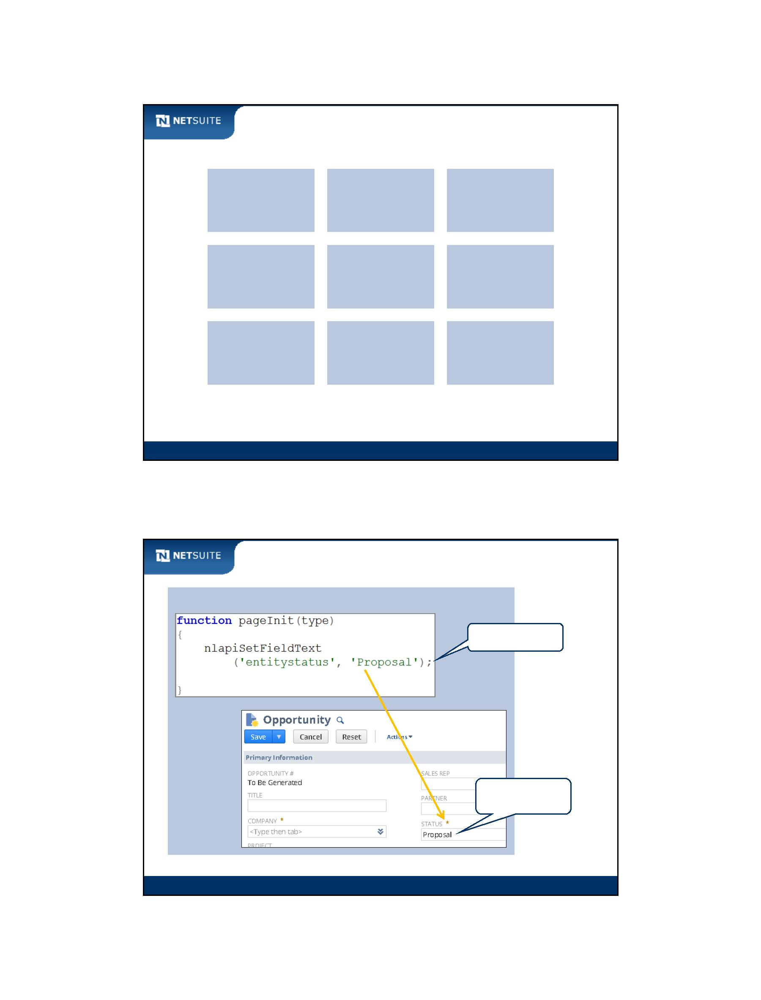 NETSUITE
NETSUITE
function pageInit(type)
{
nlapiSetFieldText
('entitystatus', 'Proposal');
}
Opportunity
Save
Cancel
Reset
Actions
Primary Information
OPPORTUNITY #
To Be Generated
TITLE
COMPANY *
<Type then tab>
PROJECT
SALES REP
PARTNER
STATUS *
Proposal